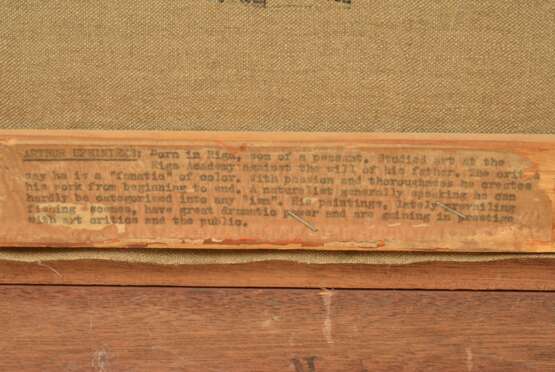 ARTHUR SPRINIEKS: Born in Riga, son of a peasant. Studied art at the
Riga Academy against the will of his father. The critics
say he is a "fanatic" of color. With passion and thoroughness he creates
his work from beginning to end. A naturalist generally speaking he can
hardly be categorized into any "ism". His paintings, lately prevailing
fishing scenes, have great dramatic power and are gaining in prestige
with art critics and the public.